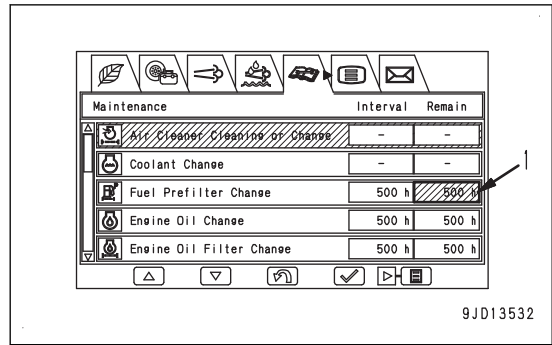 Maintenance Interval Remain
Air Cleaner Cleaning or Change - -
Coolant Change - -
1
Fuel Prefilter Change 500 h 500 h
Engine Oil Change 500 h 500 h
Engine Oil Filter Change 500 h 500 h
9JD13532